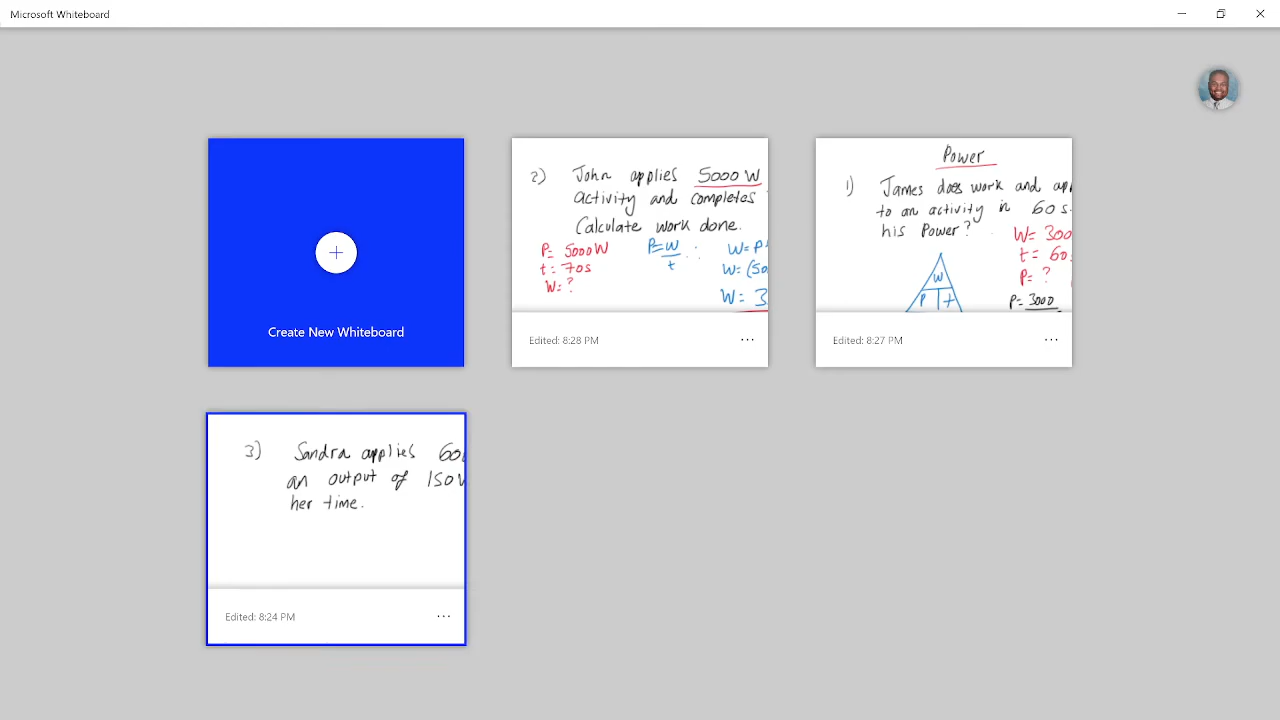 Microsoft Whiteboard
Create New Whiteboard
2) John applies 5000 W
activity and completes
Calculate work done.
P= 5000W
t = 70s
W= ?
P=W
t
∴
W= P
W= (50
W = 3
Edited: 8:28 PM
Power
1) James does work and app
to an activity in 60 s.
his Power?
W= 300
t = 60
P= ?
W
P t
P= 3000
Edited: 8:27 PM
3) Sandra applies 60
an output of 150
her time.
Edited: 8:24 PM